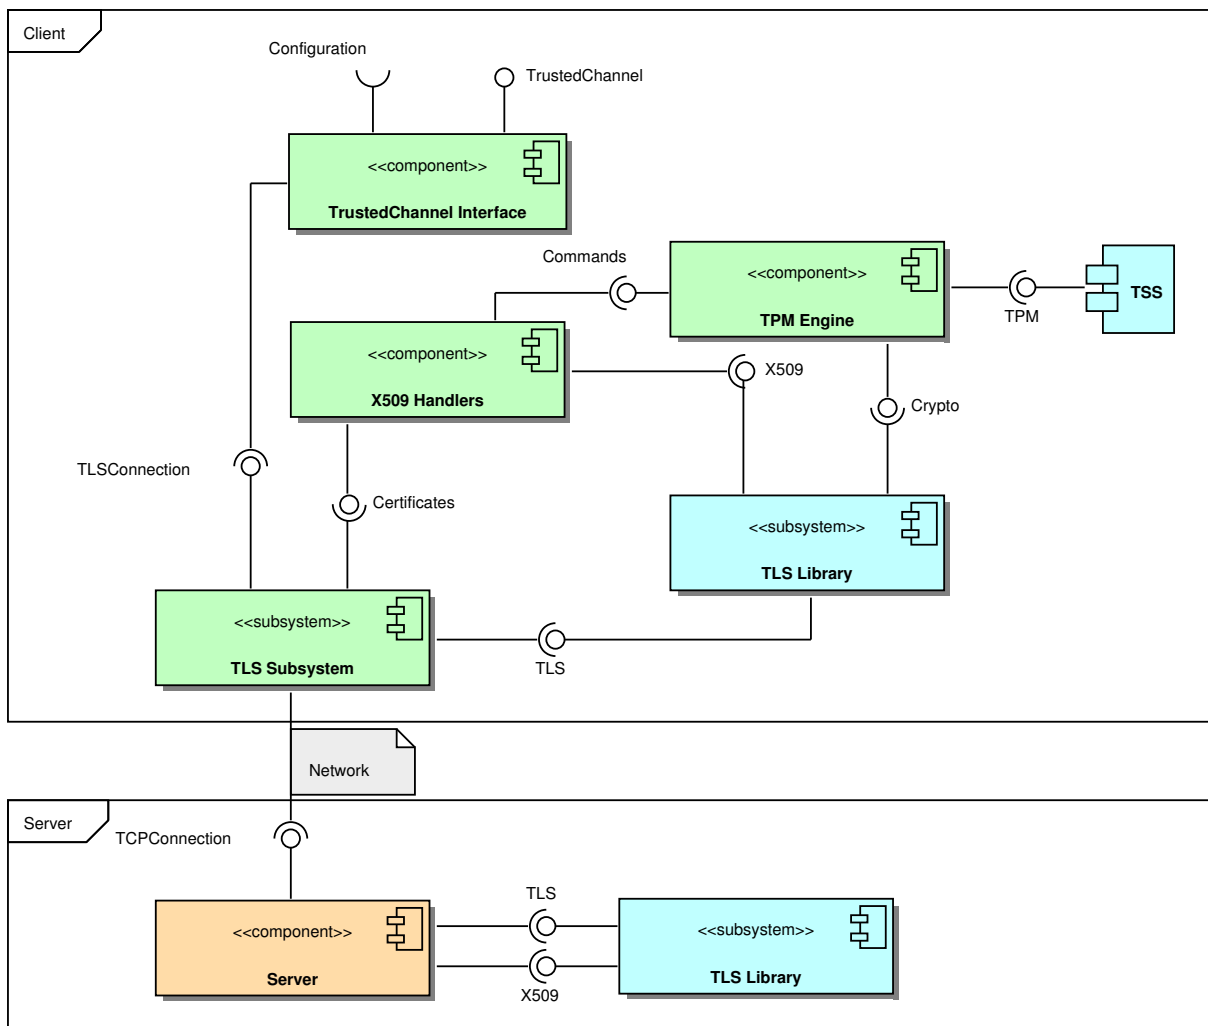 Client
Configuration
TrustedChannel
<<component>>
TrustedChannel Interface
Commands
<<component>>
TPM Engine
TPM
TSS
<<component>>
X509 Handlers
X509
Crypto
TLSConnection
Certificates
<<subsystem>>
TLS Library
<<subsystem>>
TLS Subsystem
TLS
Network
Server
TCPConnection
<<component>>
Server
TLS
X509
<<subsystem>>
TLS Library